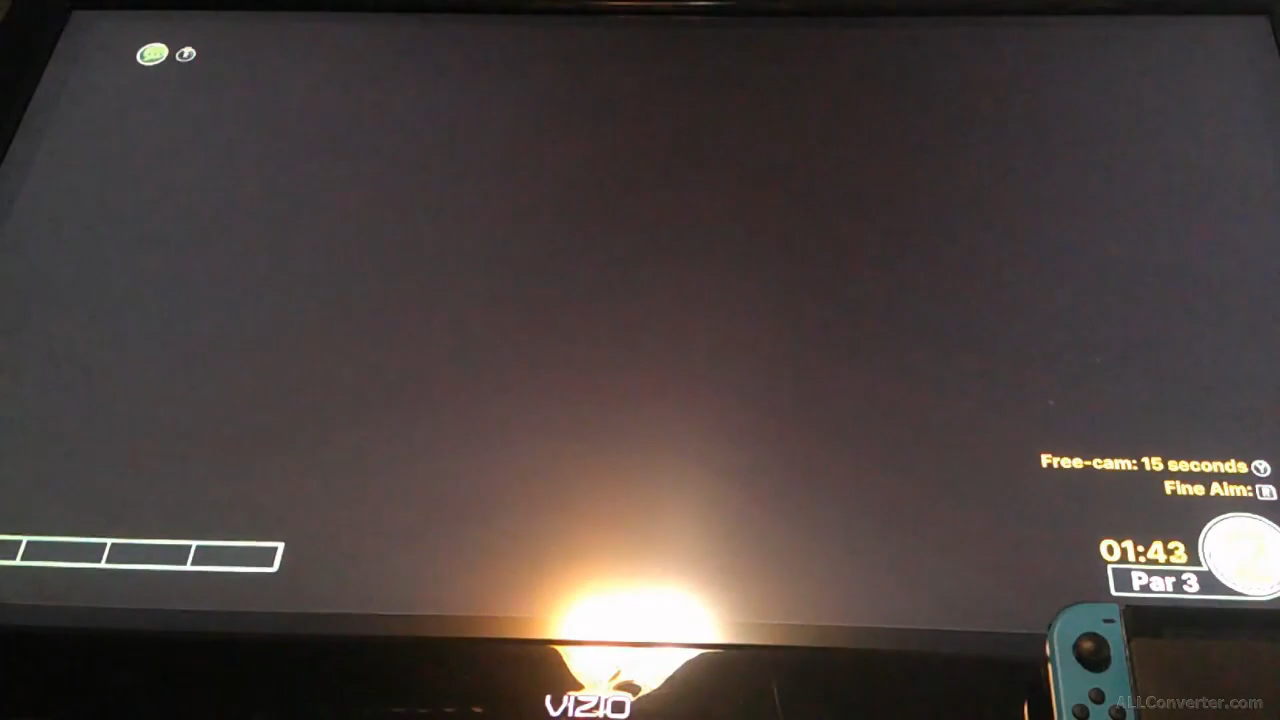 Free-cam: 15 seconds Y
Fine Aim: R
01:43
Par 3
VIZIO
ALLConverter.com